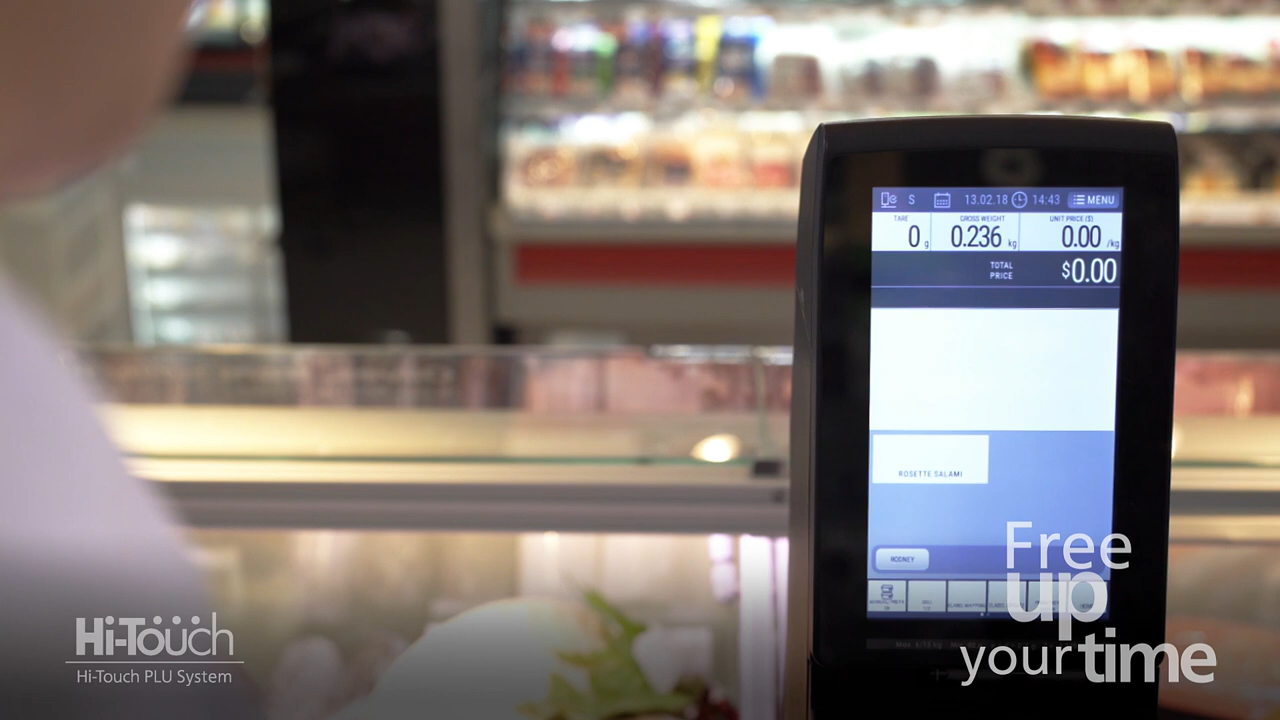 S 13.02.18 14:43 MENU
TARE GROSS WEIGHT UNIT PRICE ($)
0 g 0.236 kg 0.00 /kg
TOTAL PRICE $0.00
ROSETTE SALAMI
RODNEY
Free
up
your time
Hi-Töüch
Hi-Touch PLU System